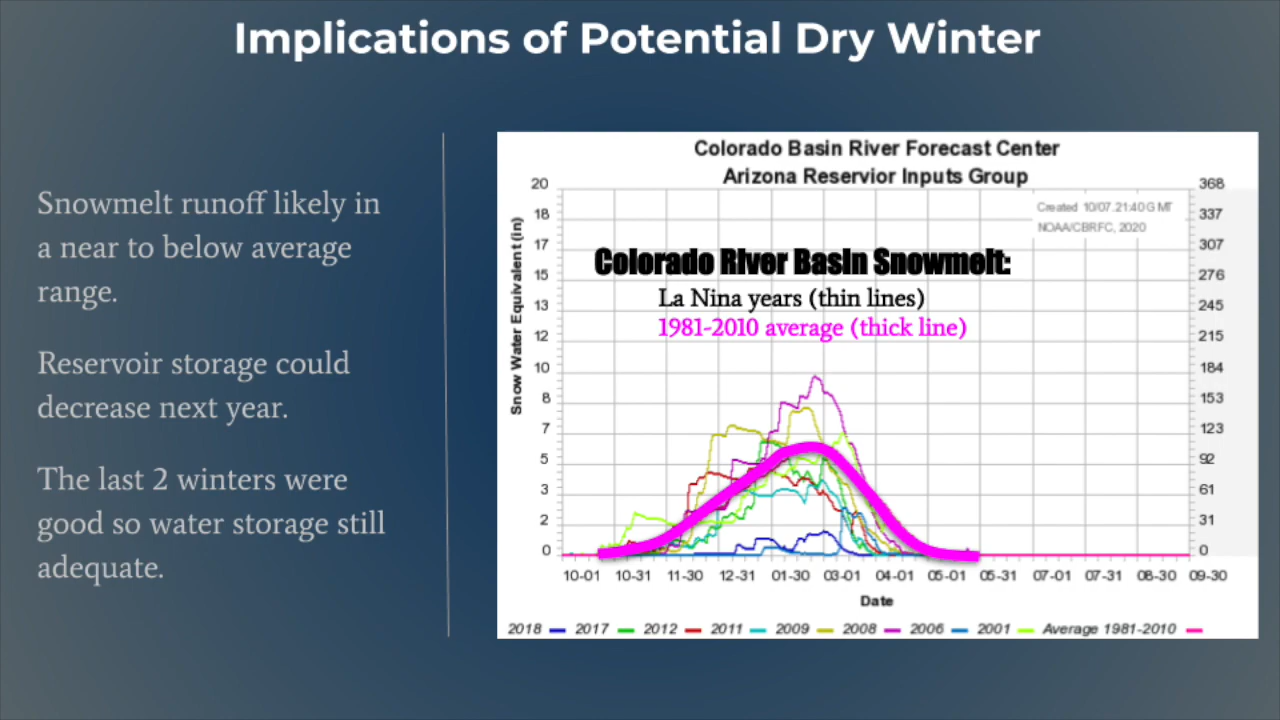 Implications of Potential Dry Winter
Snowmelt runoff likely in
a near to below average
range.
Reservoir storage could
decrease next year.
The last 2 winters were
good so water storage still
adequate.
Colorado Basin River Forecast Center
Arizona Reservior Inputs Group
Created 10/07.21:40 GMT
NOAA/CBRFC, 2020
Colorado River Basin Snowmelt:
La Nina years (thin lines)
1981-2010 average (thick line)
Snow Water Equivalent (in)
20
18
17
15
13
12
10
8
7
5
3
2
0
368
337
307
276
245
215
184
153
123
92
61
31
0
10-01 10-31 11-30 12-31 01-30 03-01 04-01 05-01 05-31 07-01 07-31 08-30 09-30
Date
2018 2017 2012 2011 2009 2008 2006 2001 Average 1981-2010